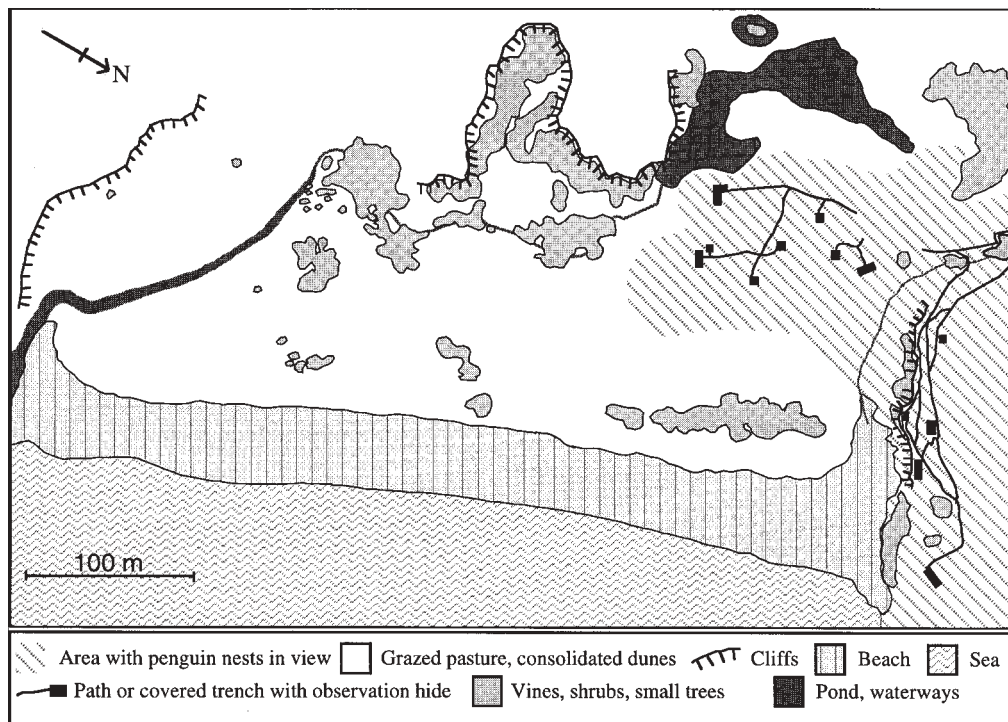 N
100 m
Area with penguin nests in view Grazed pasture, consolidated dunes Cliffs Beach Sea
Path or covered trench with observation hide Vines, shrubs, small trees Pond, waterways